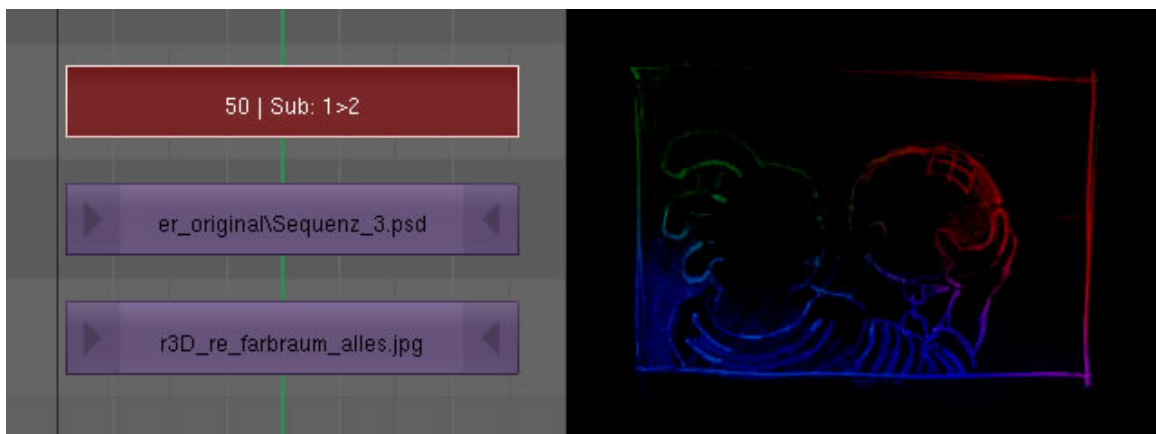 50 | Sub: 1>2
er_original\Sequenz_3.psd
r3D_re_farbraum_alles.jpg